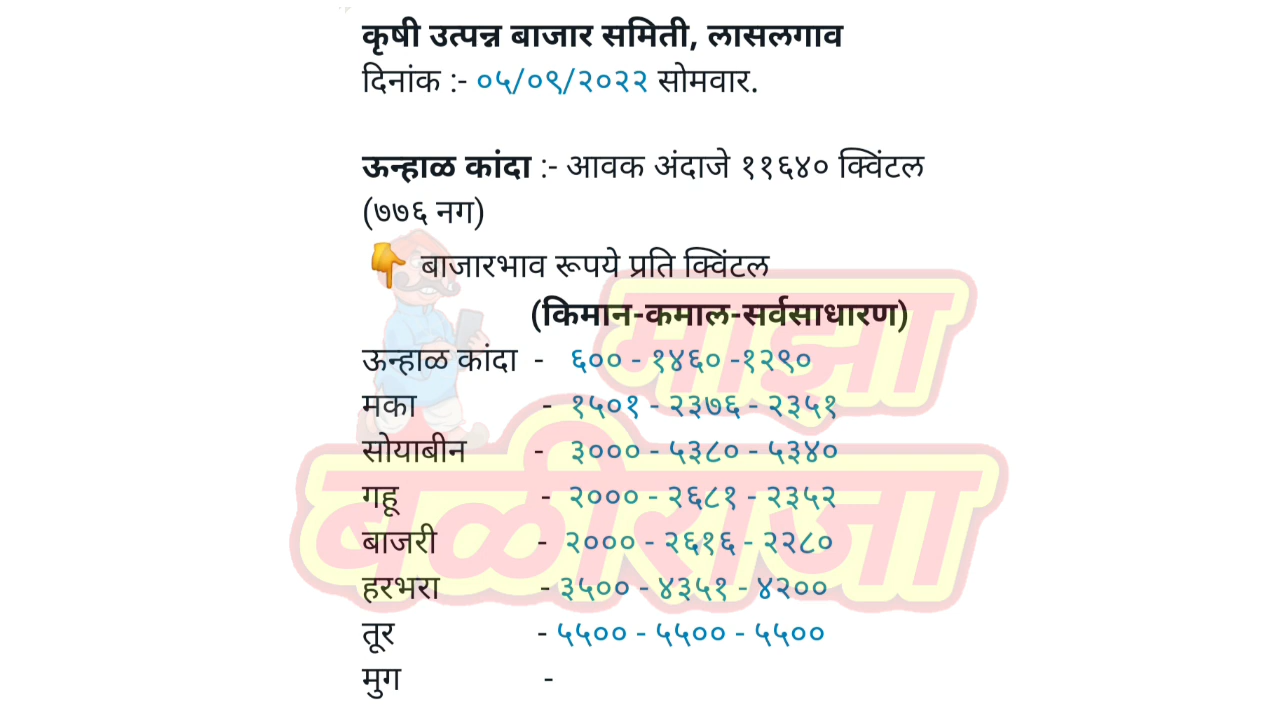 कृषी उत्पन्न बाजार समिती, लासलगाव
दिनांक :- ०५/०९/२०२२ सोमवार.
ऊन्हाळ कांदा :- आवक अंदाजे ११६४० क्विंटल
(७७६ नग)
👇 बाजारभाव रूपये प्रति क्विंटल
(किमान-कमाल-सर्वसाधारण)
ऊन्हाळ कांदा - ६०० - १४६० -१२९०
मका - १५०१ - २३७६ - २३५१
सोयाबीन - ३००० - ५३८० - ५३४०
गहू - २००० - २६८१ - २३५२
बाजरी - २००० - २६१६ - २२८०
हरभरा - ३५०० - ४३५१ - ४२००
तूर - ५५०० - ५५०० - ५५००
मुग -
माझा
बळीराजा